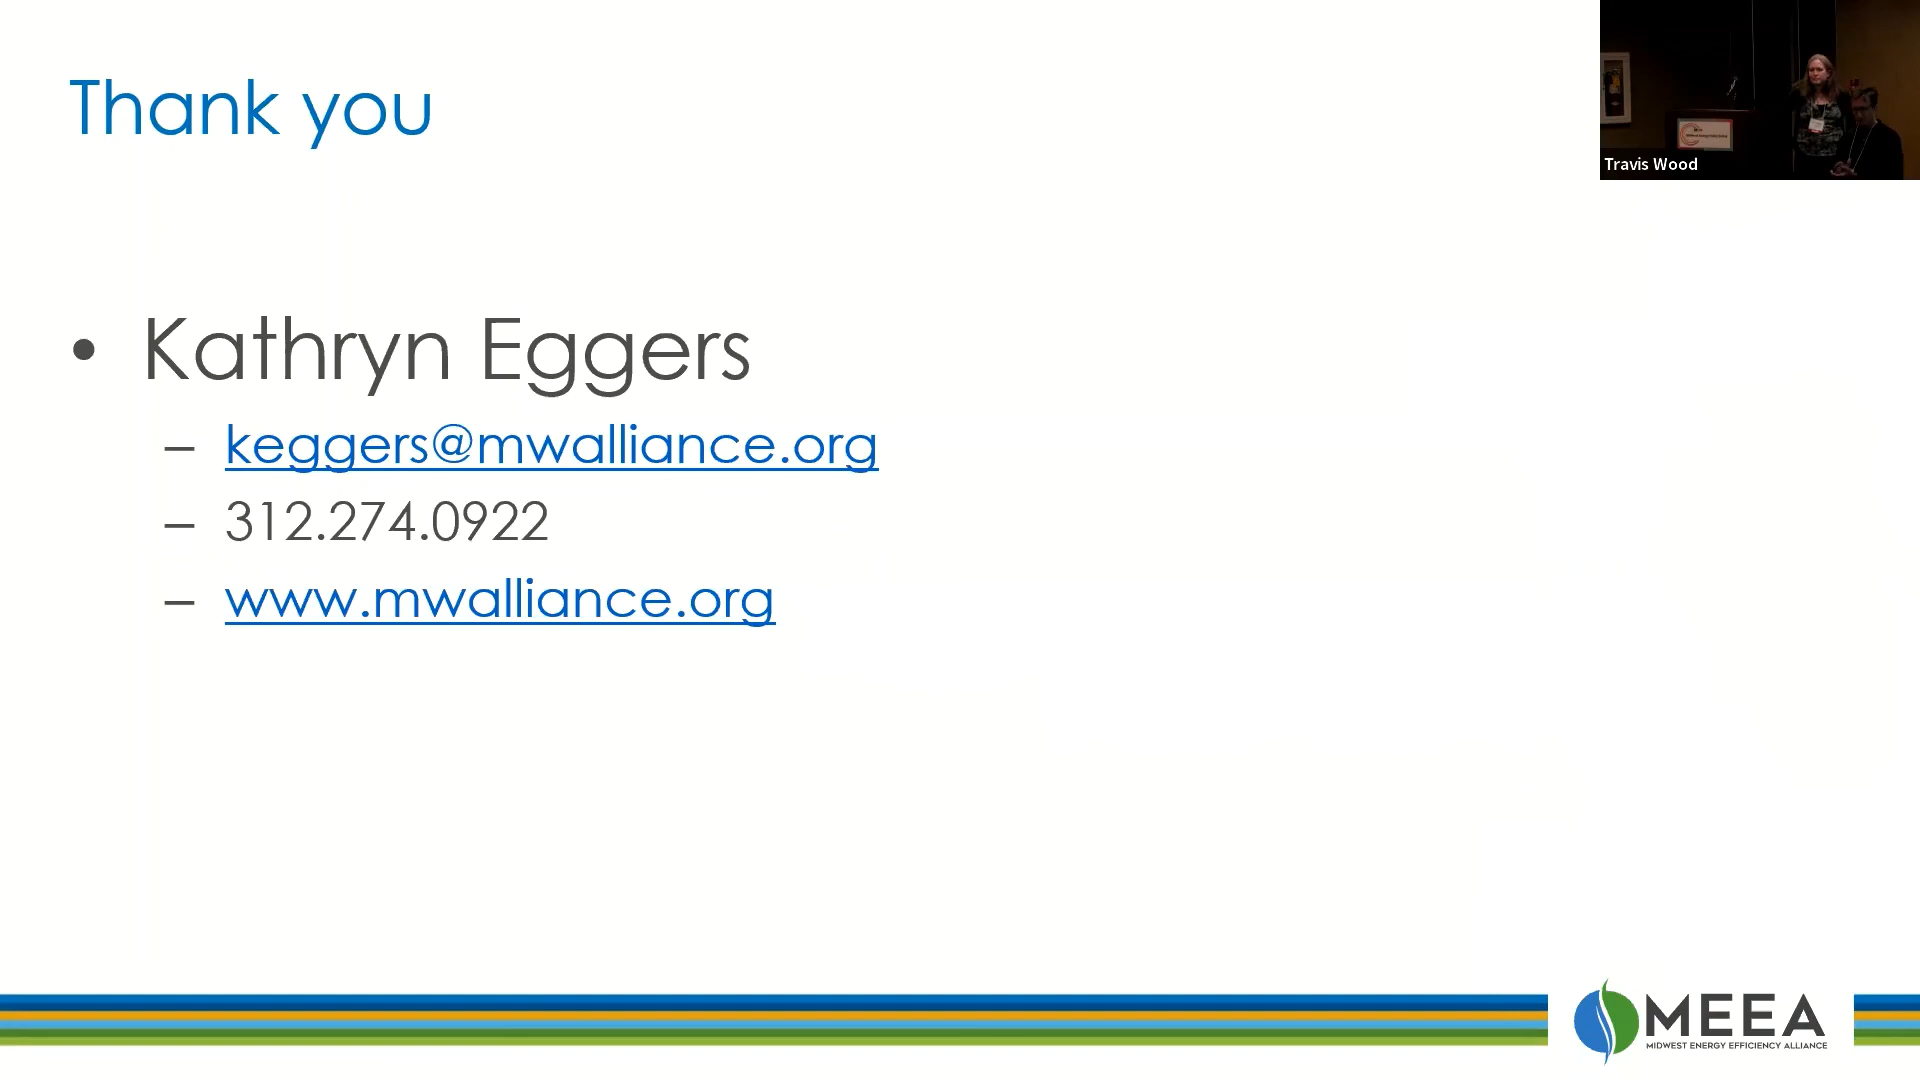 Thank you
Travis Wood
• Kathryn Eggers
– keggers@mwalliance.org
– 312.274.0922
– www.mwalliance.org
MEEA
MIDWEST ENERGY EFFICIENCY ALLIANCE